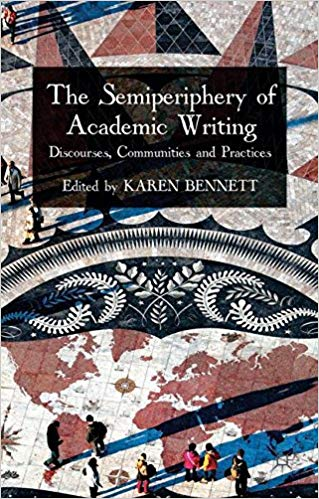 The Semiperiphery of
Academic Writing
Discourses, Communities and Practices
Edited by KAREN BENNETT